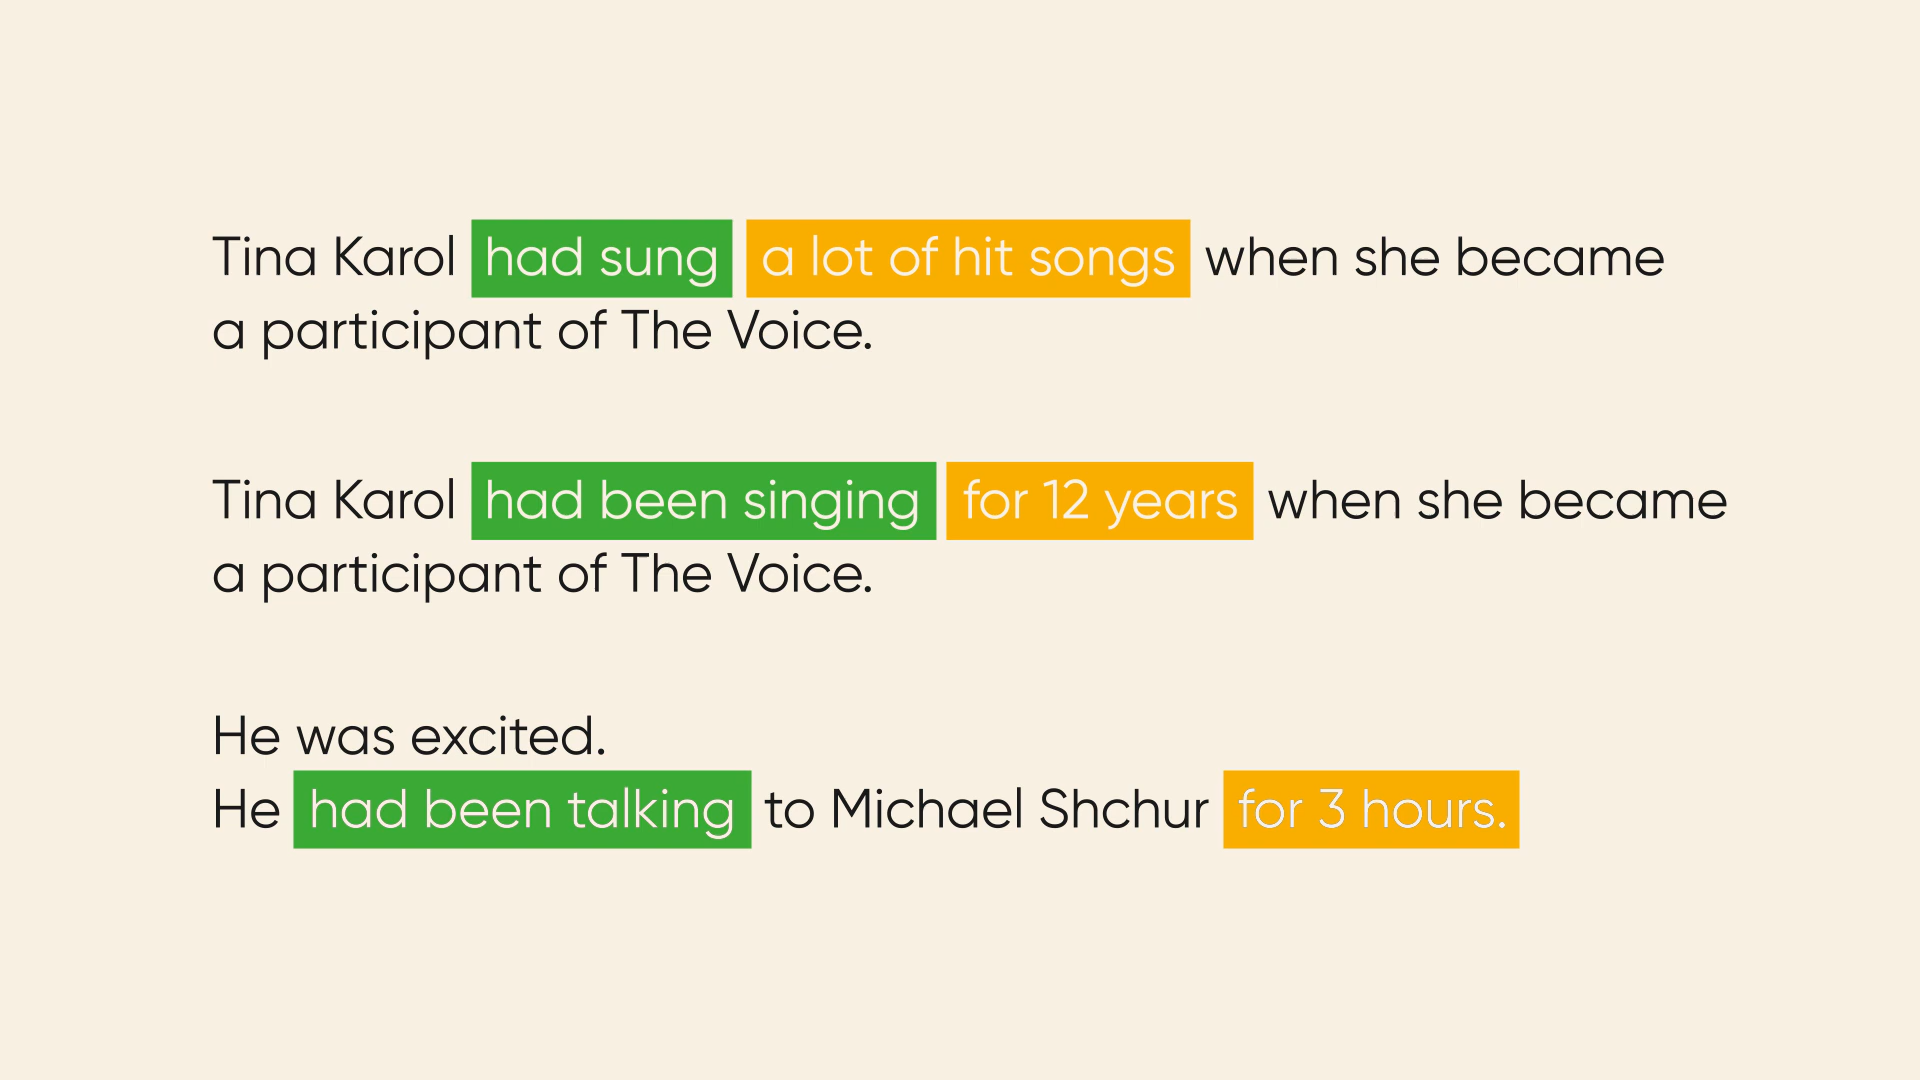 Tina Karol had sung a lot of hit songs when she became
a participant of The Voice.
Tina Karol had been singing for 12 years when she became
a participant of The Voice.
He was excited.
He had been talking to Michael Shchur for 3 hours.